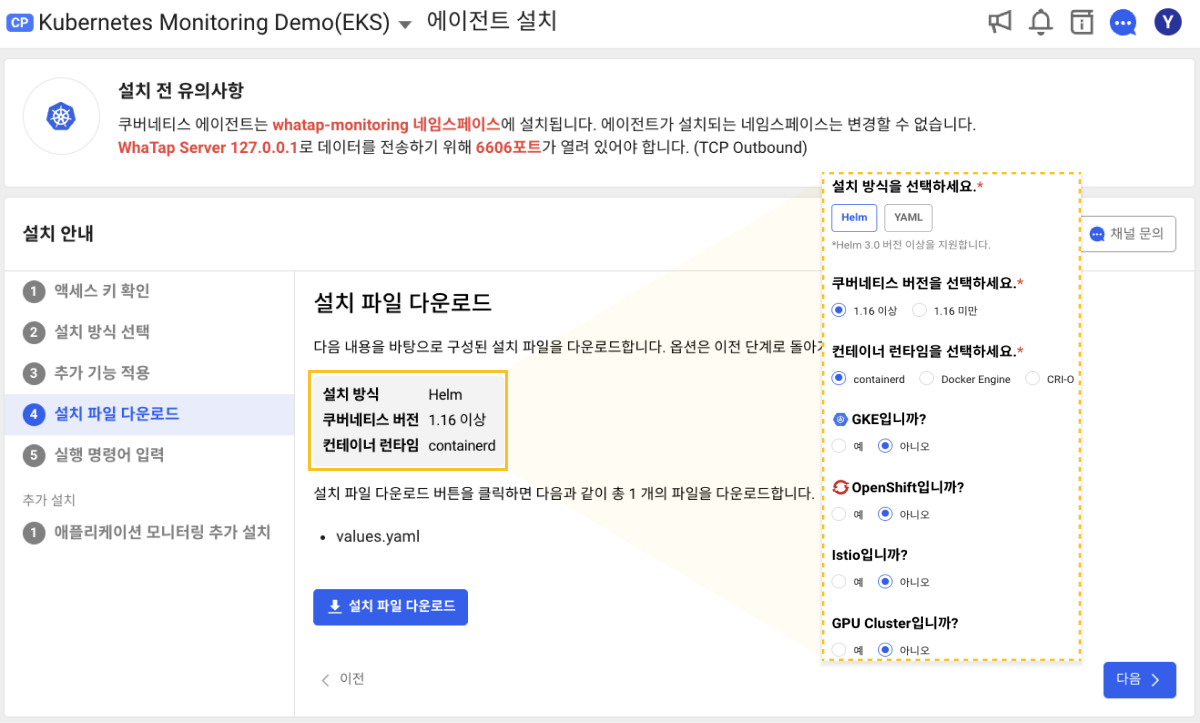 CP Kubernetes Monitoring Demo(EKS) 에이전트 설치
Y
설치 전 유의사항
쿠버네티스 에이전트는 whatap-monitoring 네임스페이스에 설치됩니다. 에이전트가 설치되는 네임스페이스는 변경할 수 없습니다.
WhaTap Server 127.0.0.1로 데이터를 전송하기 위해 6606포트가 열려 있어야 합니다. (TCP Outbound)
설치 안내
채널 문의
1 액세스 키 확인
2 설치 방식 선택
3 추가 기능 적용
4 설치 파일 다운로드
5 실행 명령어 입력
추가 설치
1 애플리케이션 모니터링 추가 설치
설치 파일 다운로드
다음 내용을 바탕으로 구성된 설치 파일을 다운로드합니다. 옵션은 이전 단계로
설치 방식 Helm
쿠버네티스 버전 1.16 이상
컨테이너 런타임 containerd
설치 파일 다운로드 버튼을 클릭하면 다음과 같이 총 1 개의 파일을 다운로드합니다.
• values.yaml
설치 파일 다운로드
이전
다음
설치 방식을 선택하세요.*
Helm YAML
*Helm 3.0 버전 이상을 지원합니다.
쿠버네티스 버전을 선택하세요.*
1.16 이상 1.16 미만
컨테이너 런타임을 선택하세요.*
containerd Docker Engine CRI-O
GKE입니까?
예 아니오
OpenShift입니까?
예 아니오
Istio입니까?
예 아니오
GPU Cluster입니까?
예 아니오